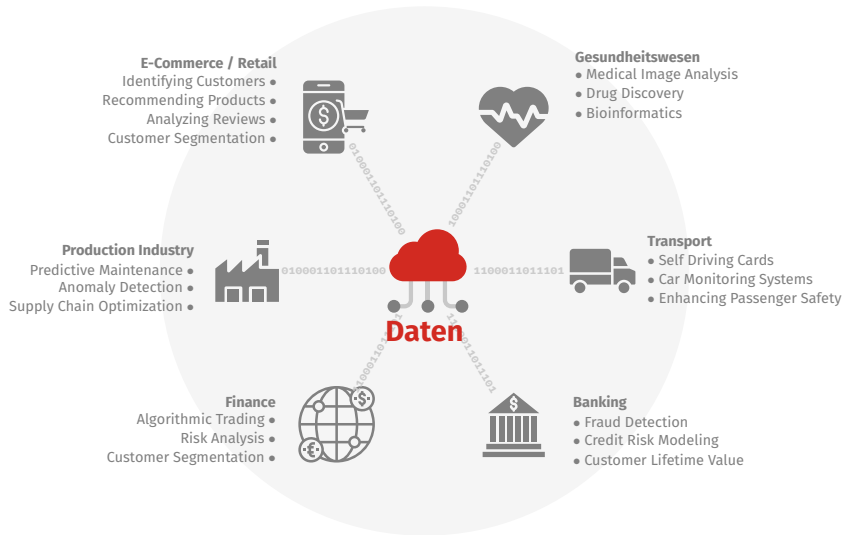 E-Commerce / Retail
Identifying Customers ●
Recommending Products ●
Analyzing Reviews ●
Customer Segmentation ●
$
010001101110100
Gesundheitswesen
● Medical Image Analysis
● Drug Discovery
● Bioinformatics
10001101110100
Production Industry
Predictive Maintenance ●
Anomaly Detection ●
Supply Chain Optimization ●
010001101110100
1100011011101
Transport
● Self Driving Cards
● Car Monitoring Systems
● Enhancing Passenger Safety
Daten
Finance
Algorithmic Trading ●
Risk Analysis ●
Customer Segmentation ●
$
€
$
Banking
● Fraud Detection
● Credit Risk Modeling
● Customer Lifetime Value